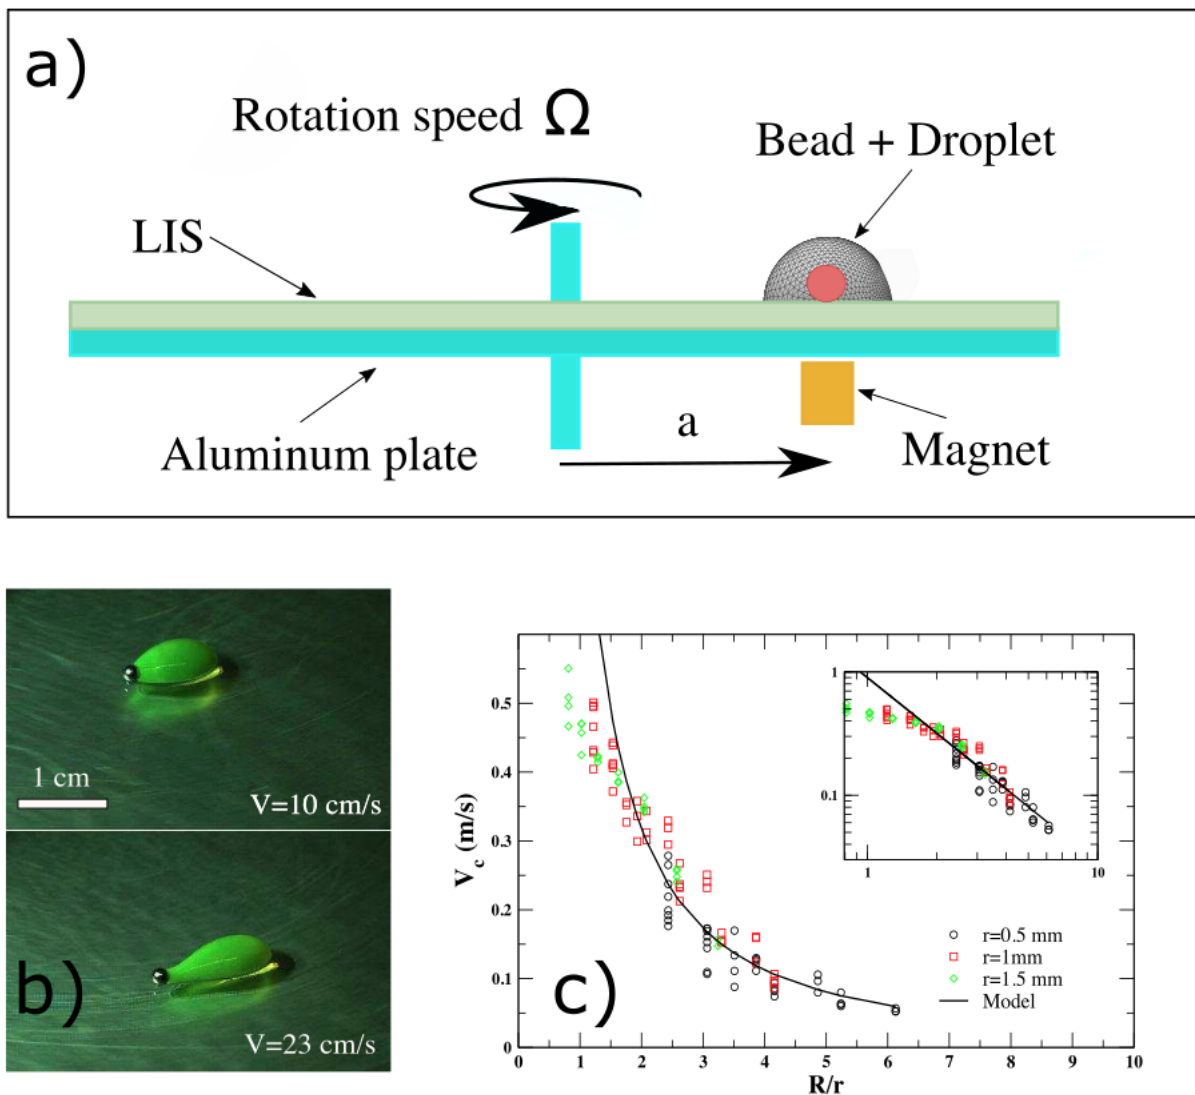 a)
Rotation speed Ω
Bead + Droplet
LIS
a
Aluminum plate
Magnet
1 cm
V=10 cm/s
b)
V=23 cm/s
V_c (m/s)
0.5
0.4
0.3
0.2
0.1
0
0 1 2 3 4 5 6 7 8 9 10
R/r
1
0.1
1 10
r=0.5 mm
r=1mm
r=1.5 mm
Model
c)